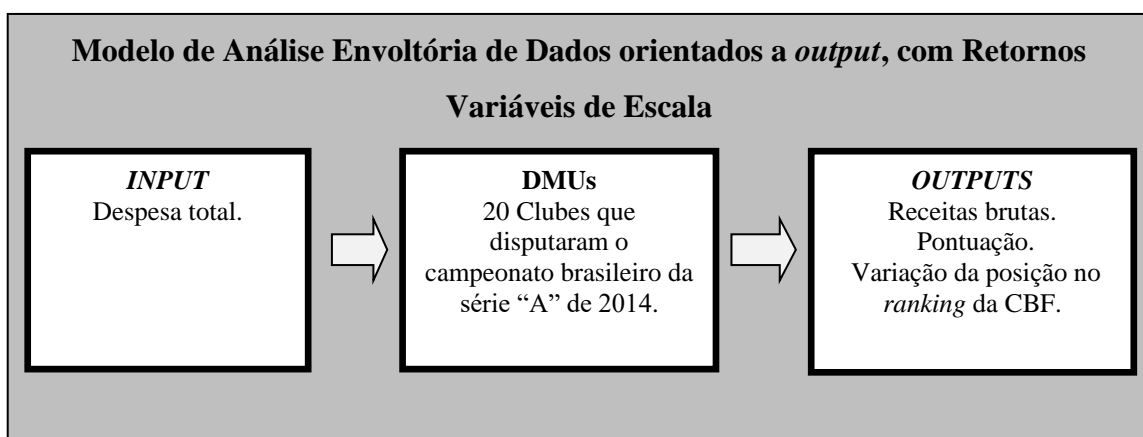 Modelo de Análise Envoltória de Dados orientados a output, com Retornos
Variáveis de Escala
INPUT
Despesa total.
DMUs
20 Clubes que
disputaram o
campeonato brasileiro da
série “A” de 2014.
OUTPUTS
Receitas brutas.
Pontuação.
Variação da posição no
ranking da CBF.